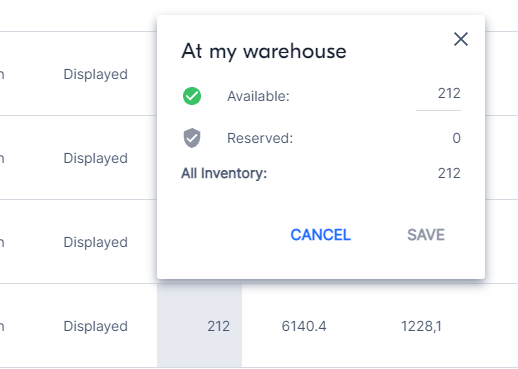 At my warehouse
n Displayed
Available: 212
n Displayed
Reserved: 0
All Inventory: 212
n Displayed
CANCEL SAVE
n Displayed 212 6140.4 1228,1